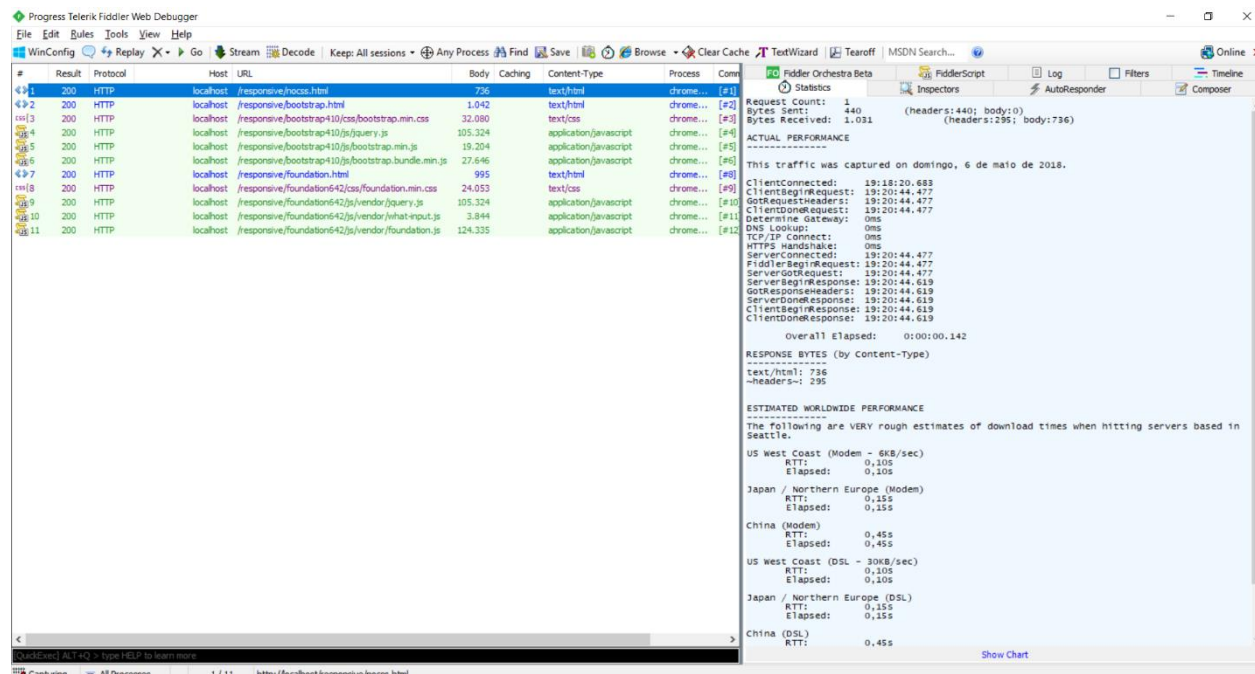 Progress Telerik Fiddler Web Debugger
File Edit Rules Tools View Help
WinConfig Replay Go Stream Decode Keep: All sessions Any Process Find Save Browse Clear Cache TextWizard Tearoff MSDN Search... Online
# Result Protocol Host URL Body Caching Content-Type Process Comm
1 200 HTTP localhost /responsive/nocss.html 736 text/html chrome... [#1]
2 200 HTTP localhost /responsive/bootstrap.html 1.042 text/html chrome... [#2]
3 200 HTTP localhost /responsive/bootstrap410/css/bootstrap.min.css 32.080 text/css chrome... [#3]
4 200 HTTP localhost /responsive/bootstrap410/js/jquery.js 105.324 application/javascript chrome... [#4]
5 200 HTTP localhost /responsive/bootstrap410/js/bootstrap.min.js 19.204 application/javascript chrome... [#5]
6 200 HTTP localhost /responsive/bootstrap410/js/bootstrap.bundle.min.js 27.646 application/javascript chrome... [#6]
7 200 HTTP localhost /responsive/foundation.html 995 text/html chrome... [#8]
8 200 HTTP localhost /responsive/foundation642/css/foundation.min.css 24.053 text/css chrome... [#9]
9 200 HTTP localhost /responsive/foundation642/js/vendor/jquery.js 105.324 application/javascript chrome... [#10
10 200 HTTP localhost /responsive/foundation642/js/vendor/what-input.js 3.844 application/javascript chrome... [#11
11 200 HTTP localhost /responsive/foundation642/js/vendor/foundation.js 124.335 application/javascript chrome... [#12
[QuickExec] ALT+Q > type HELP to learn more
Capturing All Processes 1 / 11 http://localhost/responsive/nocss.html
FO Fiddler Orchestra Beta FiddlerScript Log Filters Timeline
Statistics Inspectors AutoResponder Composer
Request Count: 1
Bytes Sent: 440 (headers:440; body:0)
Bytes Received: 1.031 (headers:295; body:736)
ACTUAL PERFORMANCE
--------------
This traffic was captured on domingo, 6 de maio de 2018.
ClientConnected: 19:18:20.683
ClientBeginRequest: 19:20:44.477
GotRequestHeaders: 19:20:44.477
ClientDoneRequest: 19:20:44.477
Determine Gateway: 0ms
DNS Lookup: 0ms
TCP/IP Connect: 0ms
HTTPS Handshake: 0ms
ServerConnected: 19:20:44.477
FiddlerBeginRequest: 19:20:44.477
ServerGotRequest: 19:20:44.477
ServerBeginResponse: 19:20:44.619
GotResponseHeaders: 19:20:44.619
ServerDoneResponse: 19:20:44.619
ClientBeginResponse: 19:20:44.619
ClientDoneResponse: 19:20:44.619
Overall Elapsed: 0:00:00.142
RESPONSE BYTES (by Content-Type)
--------------
text/html: 736
~headers~: 295
ESTIMATED WORLDWIDE PERFORMANCE
--------------
The following are VERY rough estimates of download times when hitting servers based in
Seattle.
US West Coast (Modem - 6KB/sec)
RTT: 0,10s
Elapsed: 0,10s
Japan / Northern Europe (Modem)
RTT: 0,15s
Elapsed: 0,15s
China (Modem)
RTT: 0,45s
Elapsed: 0,45s
US West Coast (DSL - 30KB/sec)
RTT: 0,10s
Elapsed: 0,10s
Japan / Northern Europe (DSL)
RTT: 0,15s
Elapsed: 0,15s
China (DSL)
RTT: 0,45s
Show Chart